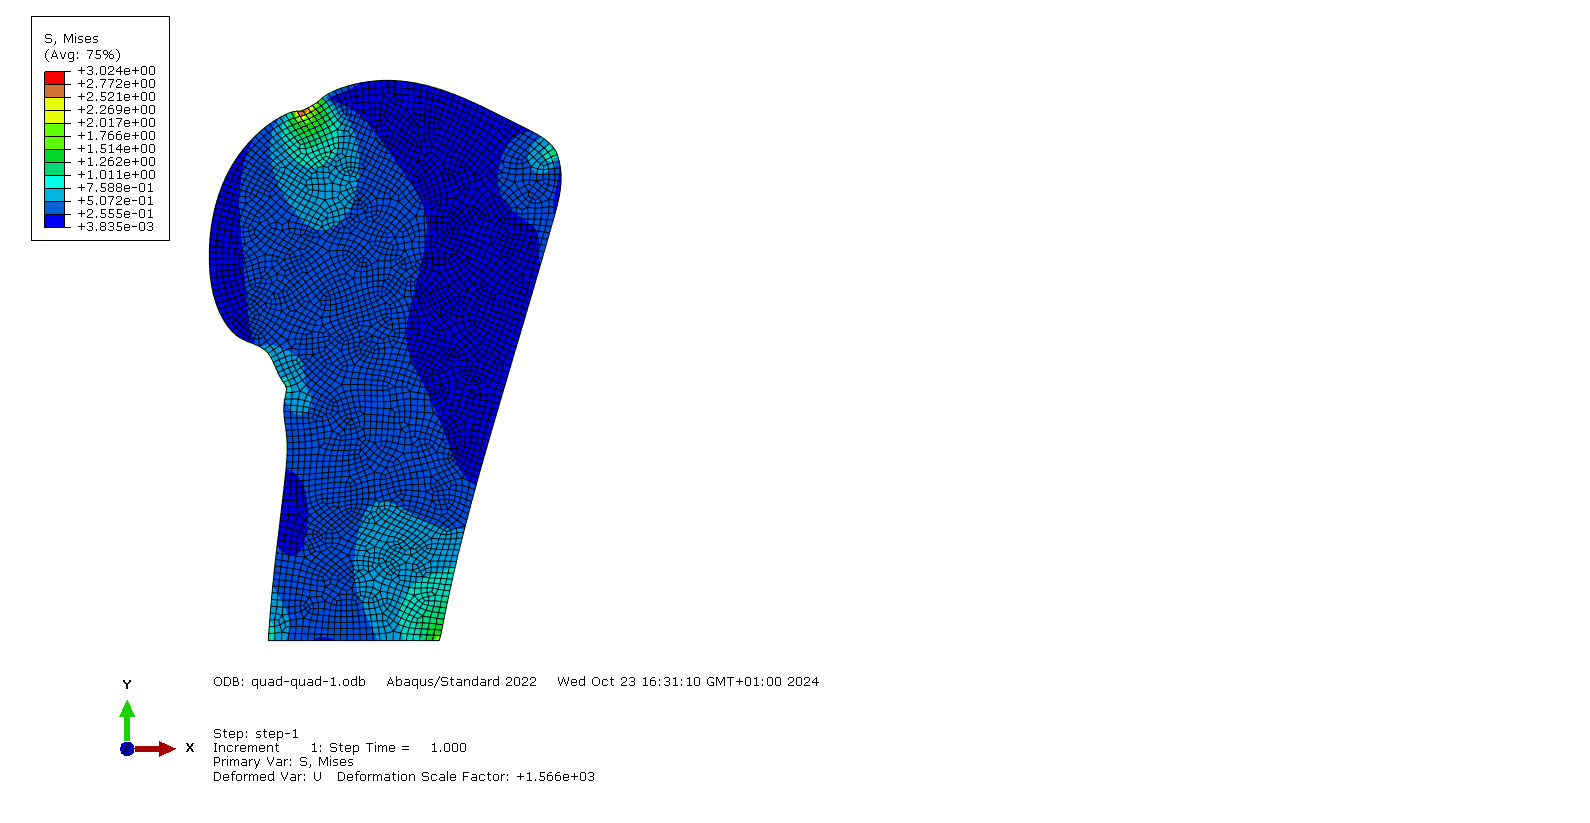 S, Mises
(Avg: 75%)
+3.024e+00
+2.772e+00
+2.521e+00
+2.269e+00
+2.017e+00
+1.766e+00
+1.514e+00
+1.262e+00
+1.011e+00
+7.588e-01
+5.072e-01
+2.555e-01
+3.835e-03
Y
X
ODB: quad-quad-1.odb Abaqus/Standard 2022 Wed Oct 23 16:31:10 GMT+01:00 2024
Step: step-1
Increment 1: Step Time = 1.000
Primary Var: S, Mises
Deformed Var: U Deformation Scale Factor: +1.566e+03